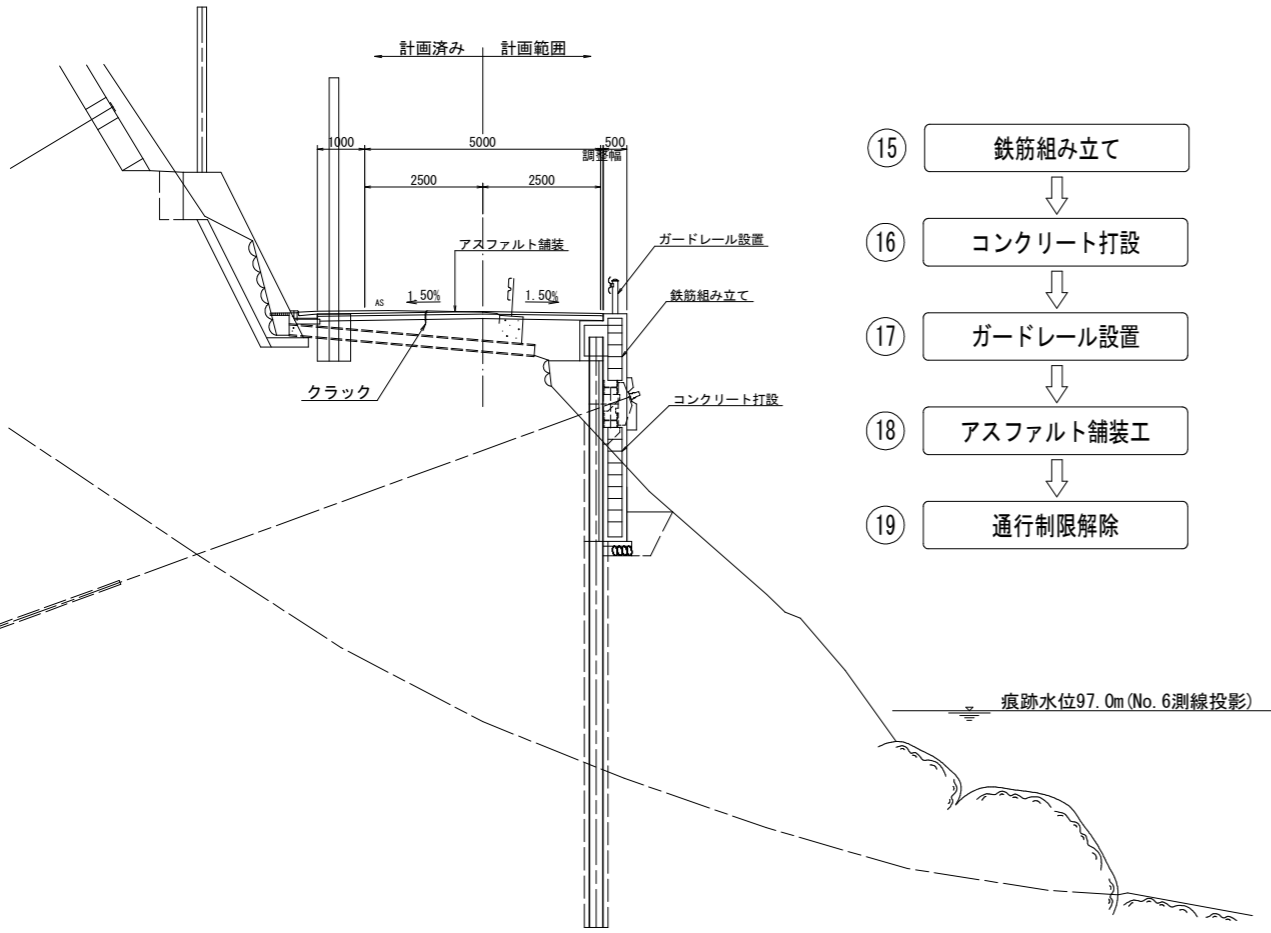 計画済み 計画範囲
1000 5000 500
調整幅
2500 2500
アスファルト舗装
ガードレール設置
AS 1.50% 1.50%
鉄筋組み立て
クラック
コンクリート打設
痕跡水位97.0m(No.6測線投影)
⑮ 鉄筋組み立て
⑯ コンクリート打設
⑰ ガードレール設置
⑱ アスファルト舗装工
⑲ 通行制限解除